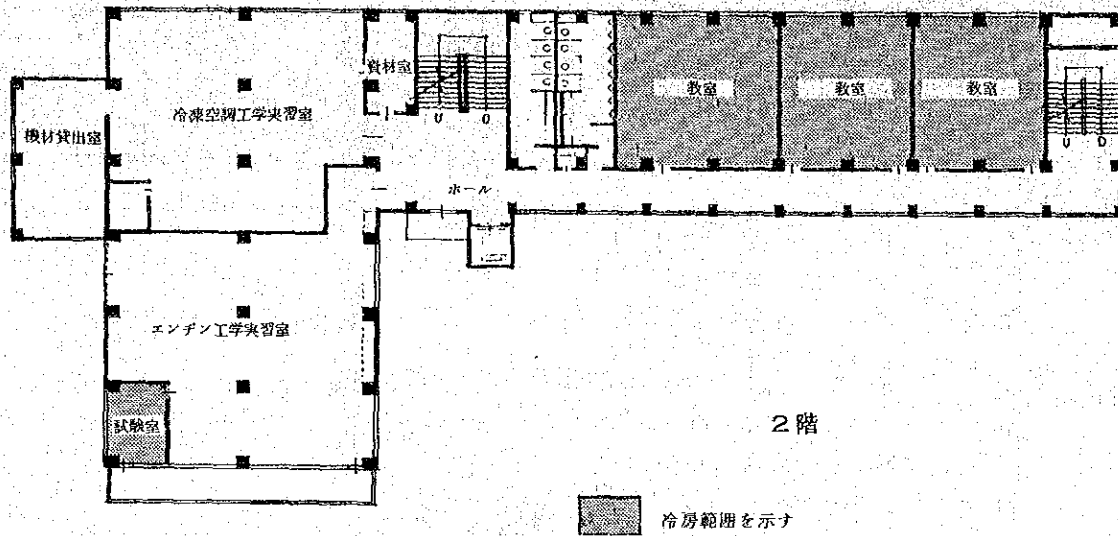 資材室
教室
教室
教室
冷凍空調工学実習室
機材貸出室
U D
U D
ホール
エンヂン工学実習室
試験室
2階
冷房範囲を示す